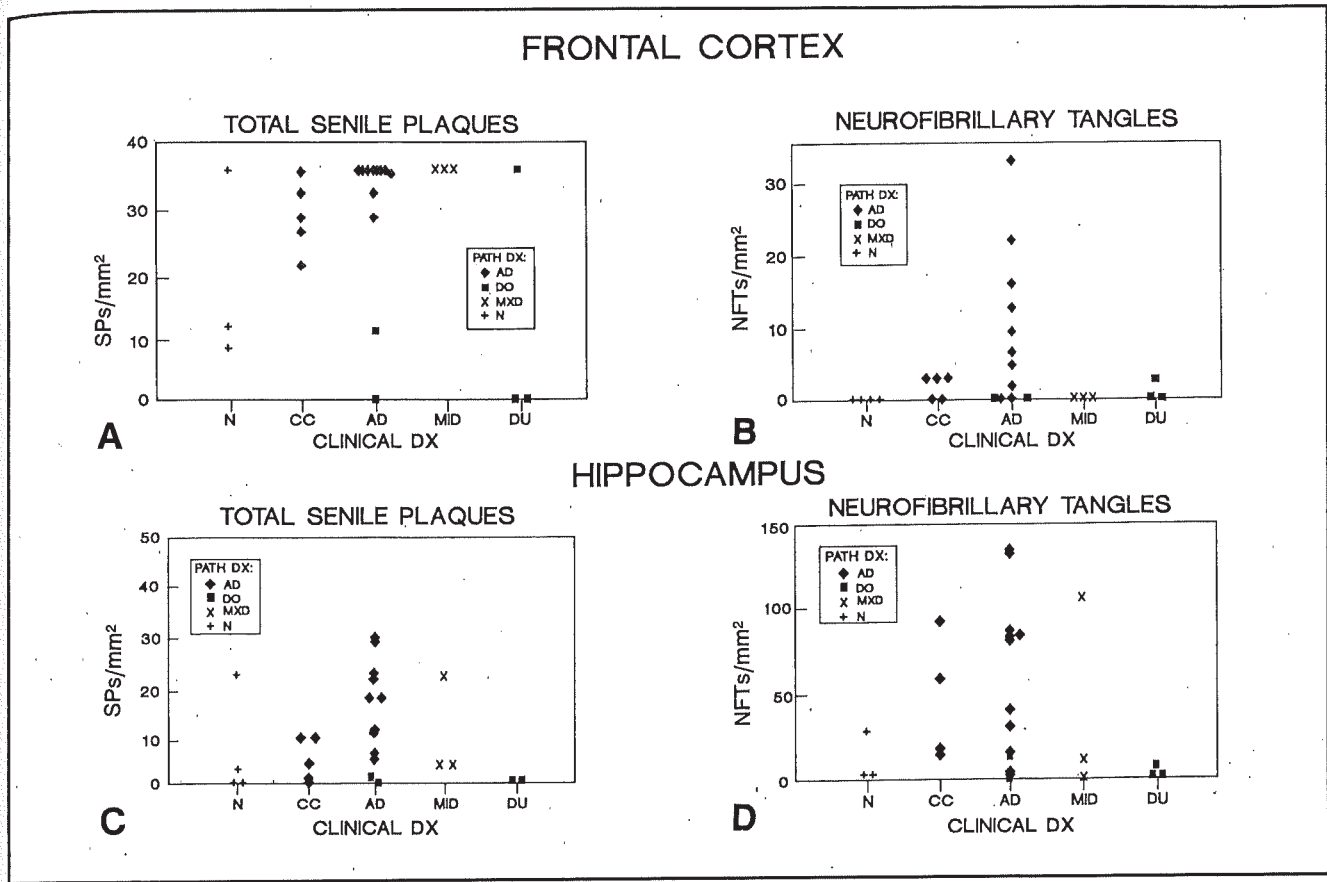 FRONTAL CORTEX
TOTAL SENILE PLAQUES
SPs/mm²
40
30
20
10
0
PATH DX:
AD
DO
MXD
N
N CC AD MID DU
CLINICAL DX
A
NEUROFIBRILLARY TANGLES
NFTs/mm²
30
20
10
0
PATH DX:
AD
DO
MXD
N
N CC AD MID DU
CLINICAL DX
B
HIPPOCAMPUS
TOTAL SENILE PLAQUES
SPs/mm²
50
40
30
20
10
0
PATH DX:
AD
DO
MXD
N
N CC AD MID DU
CLINICAL DX
C
NEUROFIBRILLARY TANGLES
NFTs/mm²
150
100
50
0
PATH DX:
AD
DO
MXD
N
N CC AD MID DU
CLINICAL DX
D